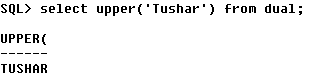 SQL> select upper('Tushar') from dual;
UPPER(
------
TUSHAR